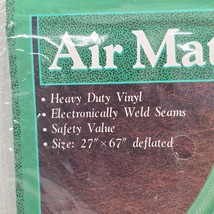 Air Mat
• Heavy Duty Vinyl
• Electronically Weld Seams
• Safety Value
• Size: 27"×67" deflated